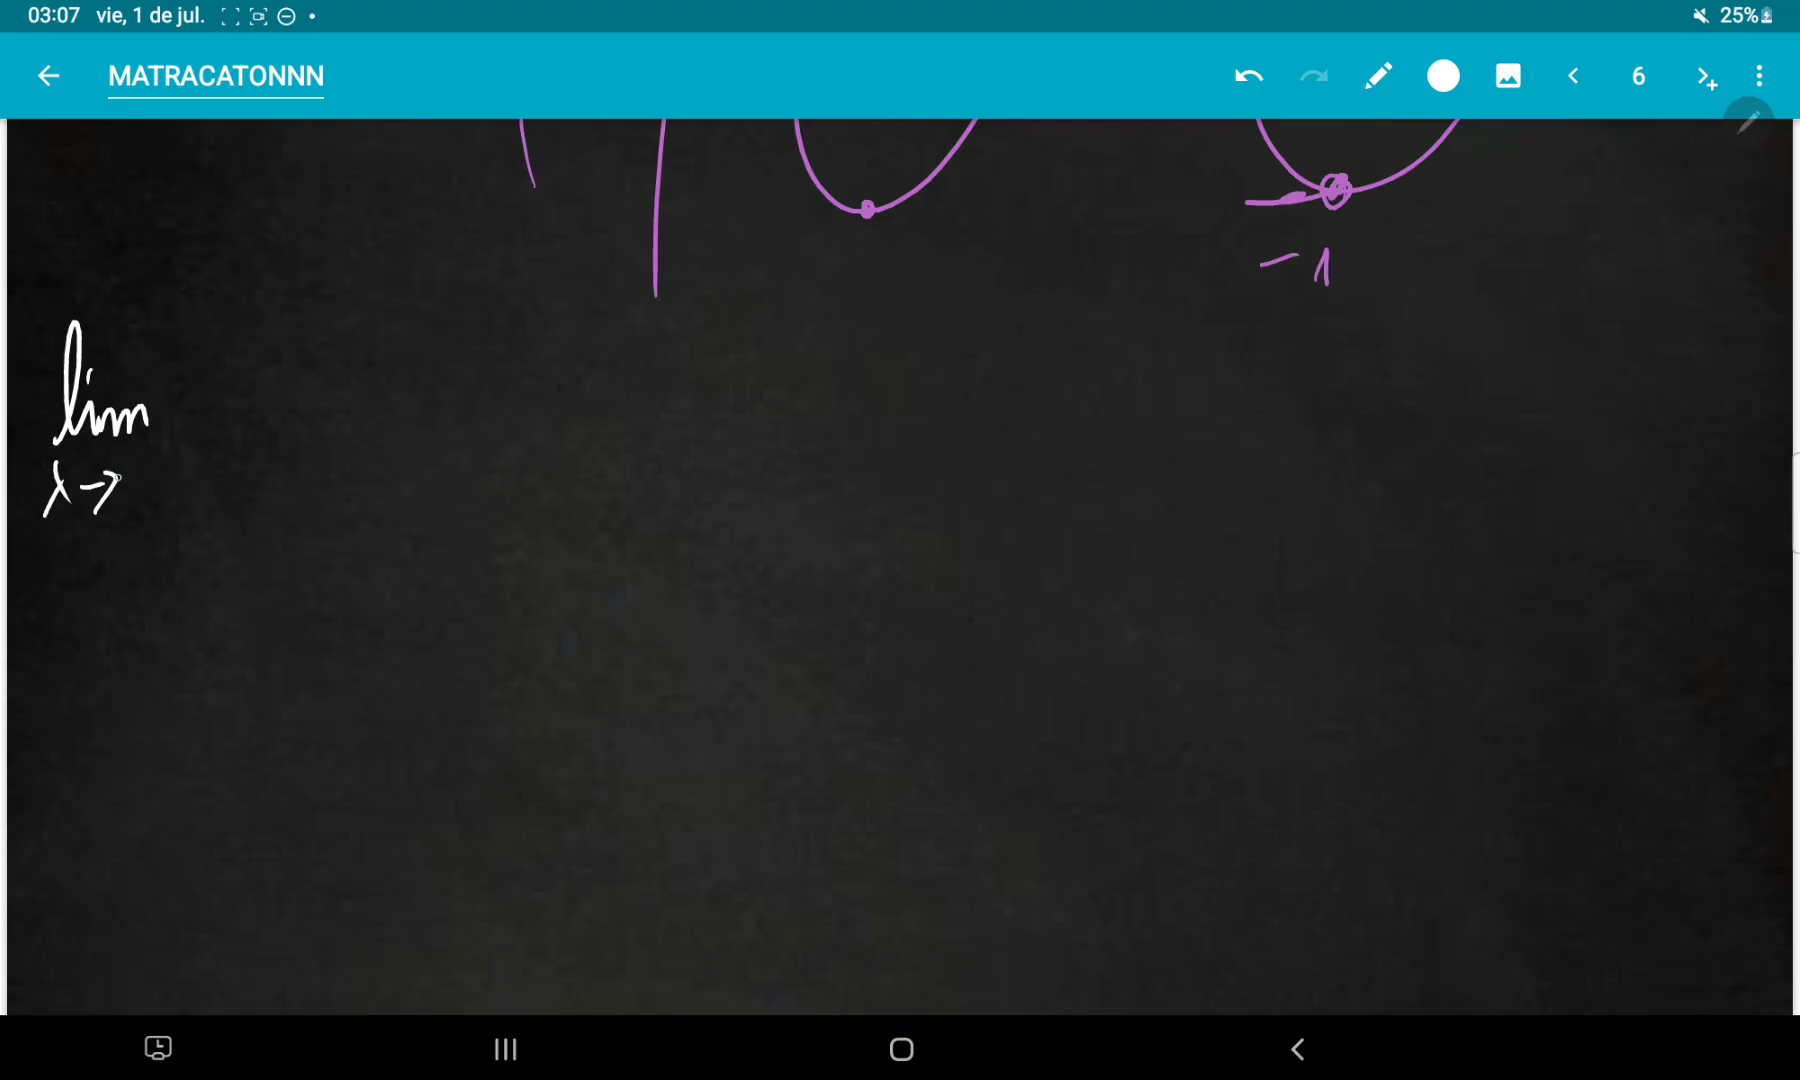 03:07 vie, 1 de jul. 25%
MATRACATONNN 6
-1
lim
x→